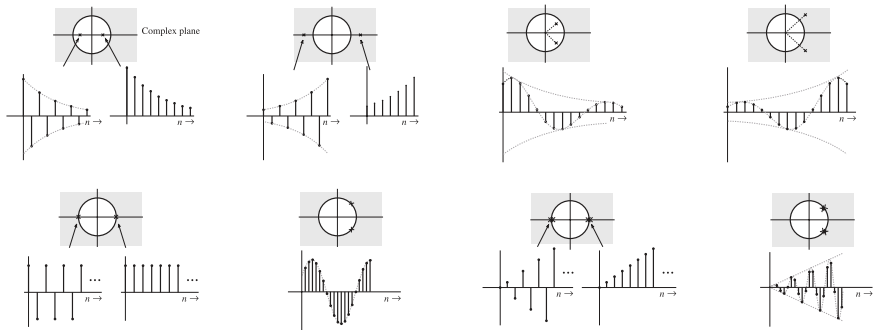 Complex plane
n → n → n → n → n → n →
n → n → n → n → n → n →